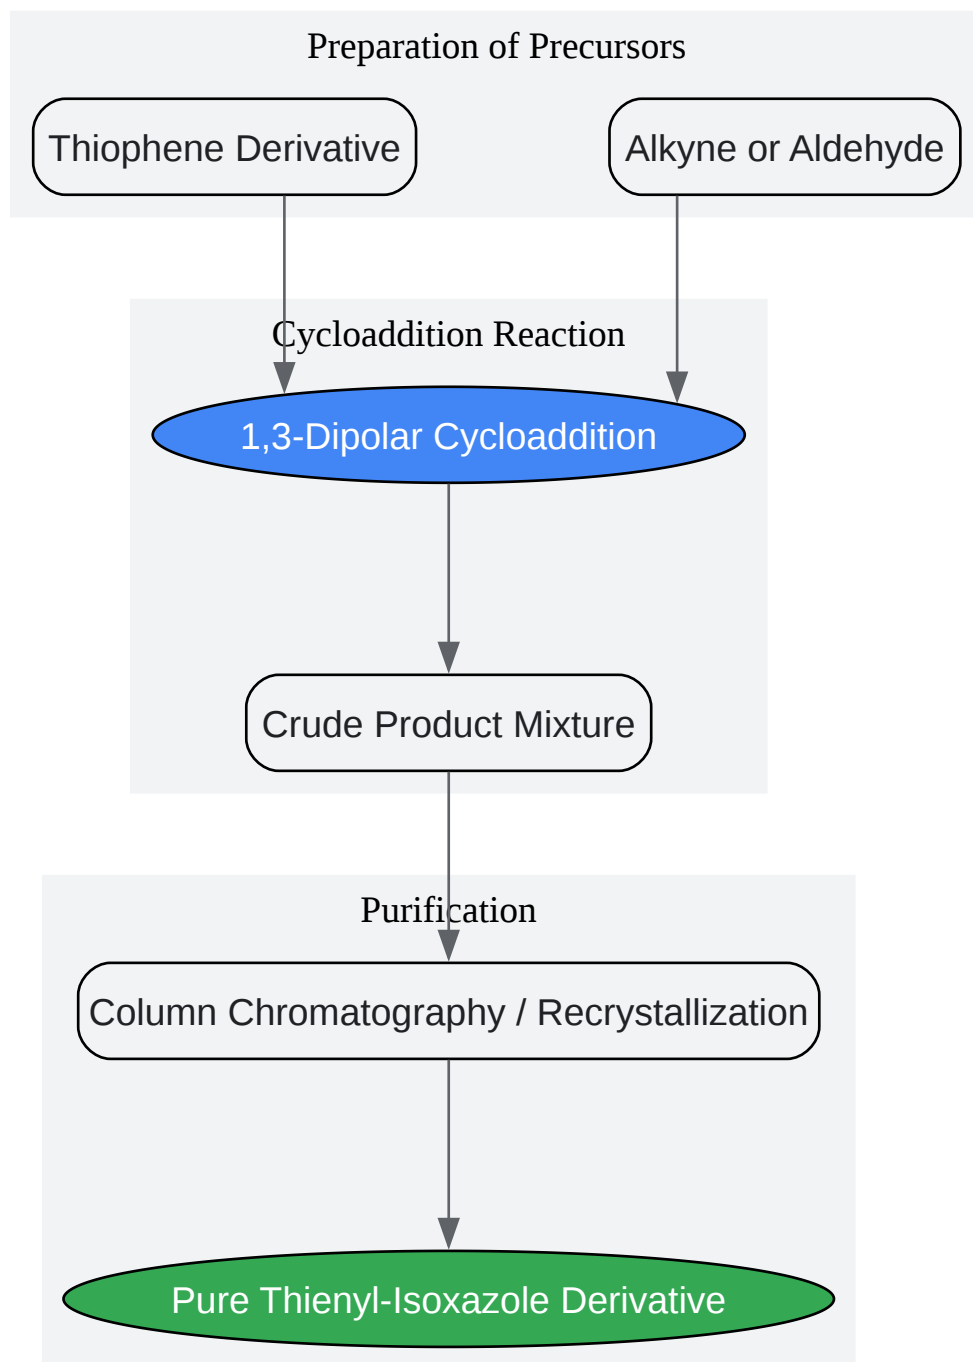 Preparation of Precursors
Thiophene Derivative
Alkyne or Aldehyde
Cycloaddition Reaction
1,3-Dipolar Cycloaddition
Crude Product Mixture
Purification
Column Chromatography / Recrystallization
Pure Thienyl-Isoxazole Derivative